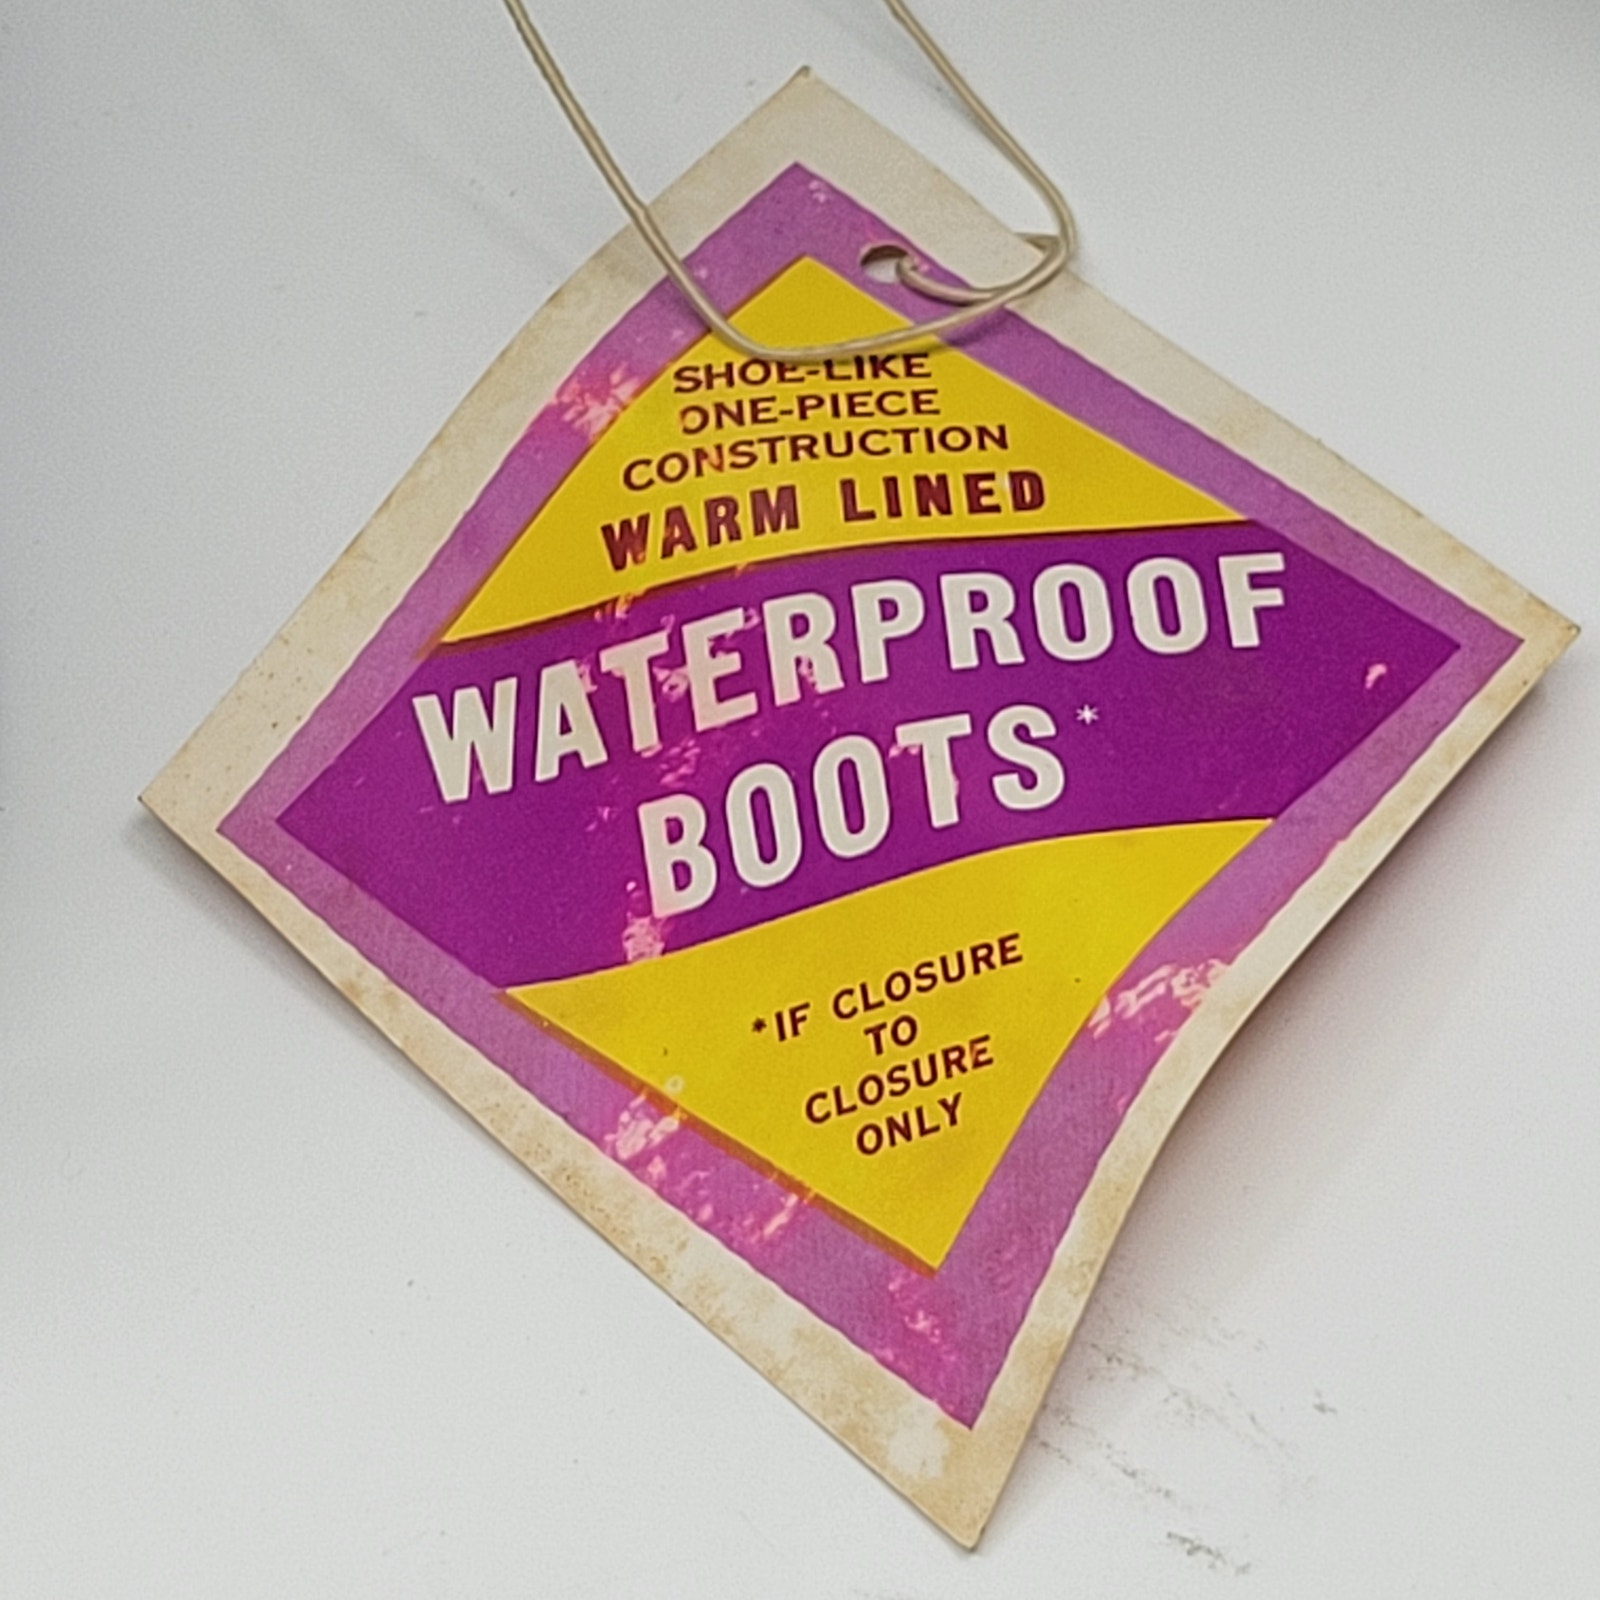 SHOE-LIKE
ONE-PIECE
CONSTRUCTION
WARM LINED
WATERPROOF
BOOTS*
*IF CLOSURE
TO
CLOSURE
ONLY